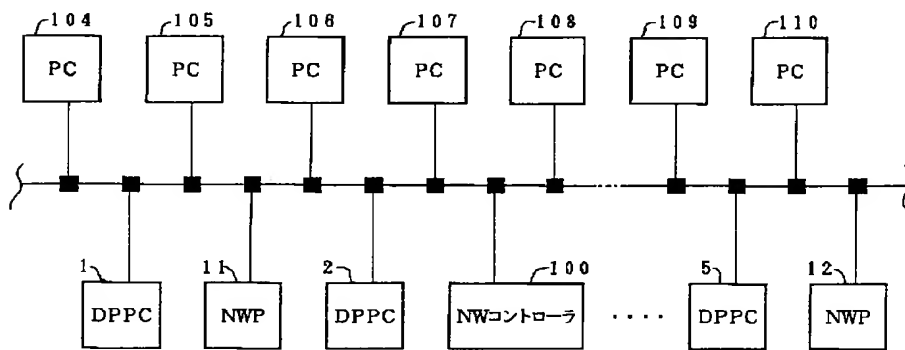 104 105 106 107 108 109 110
PC PC PC PC PC PC PC
1 11 2 100 5 12
DPPC NWP DPPC NWコントローラ ···· DPPC NWP